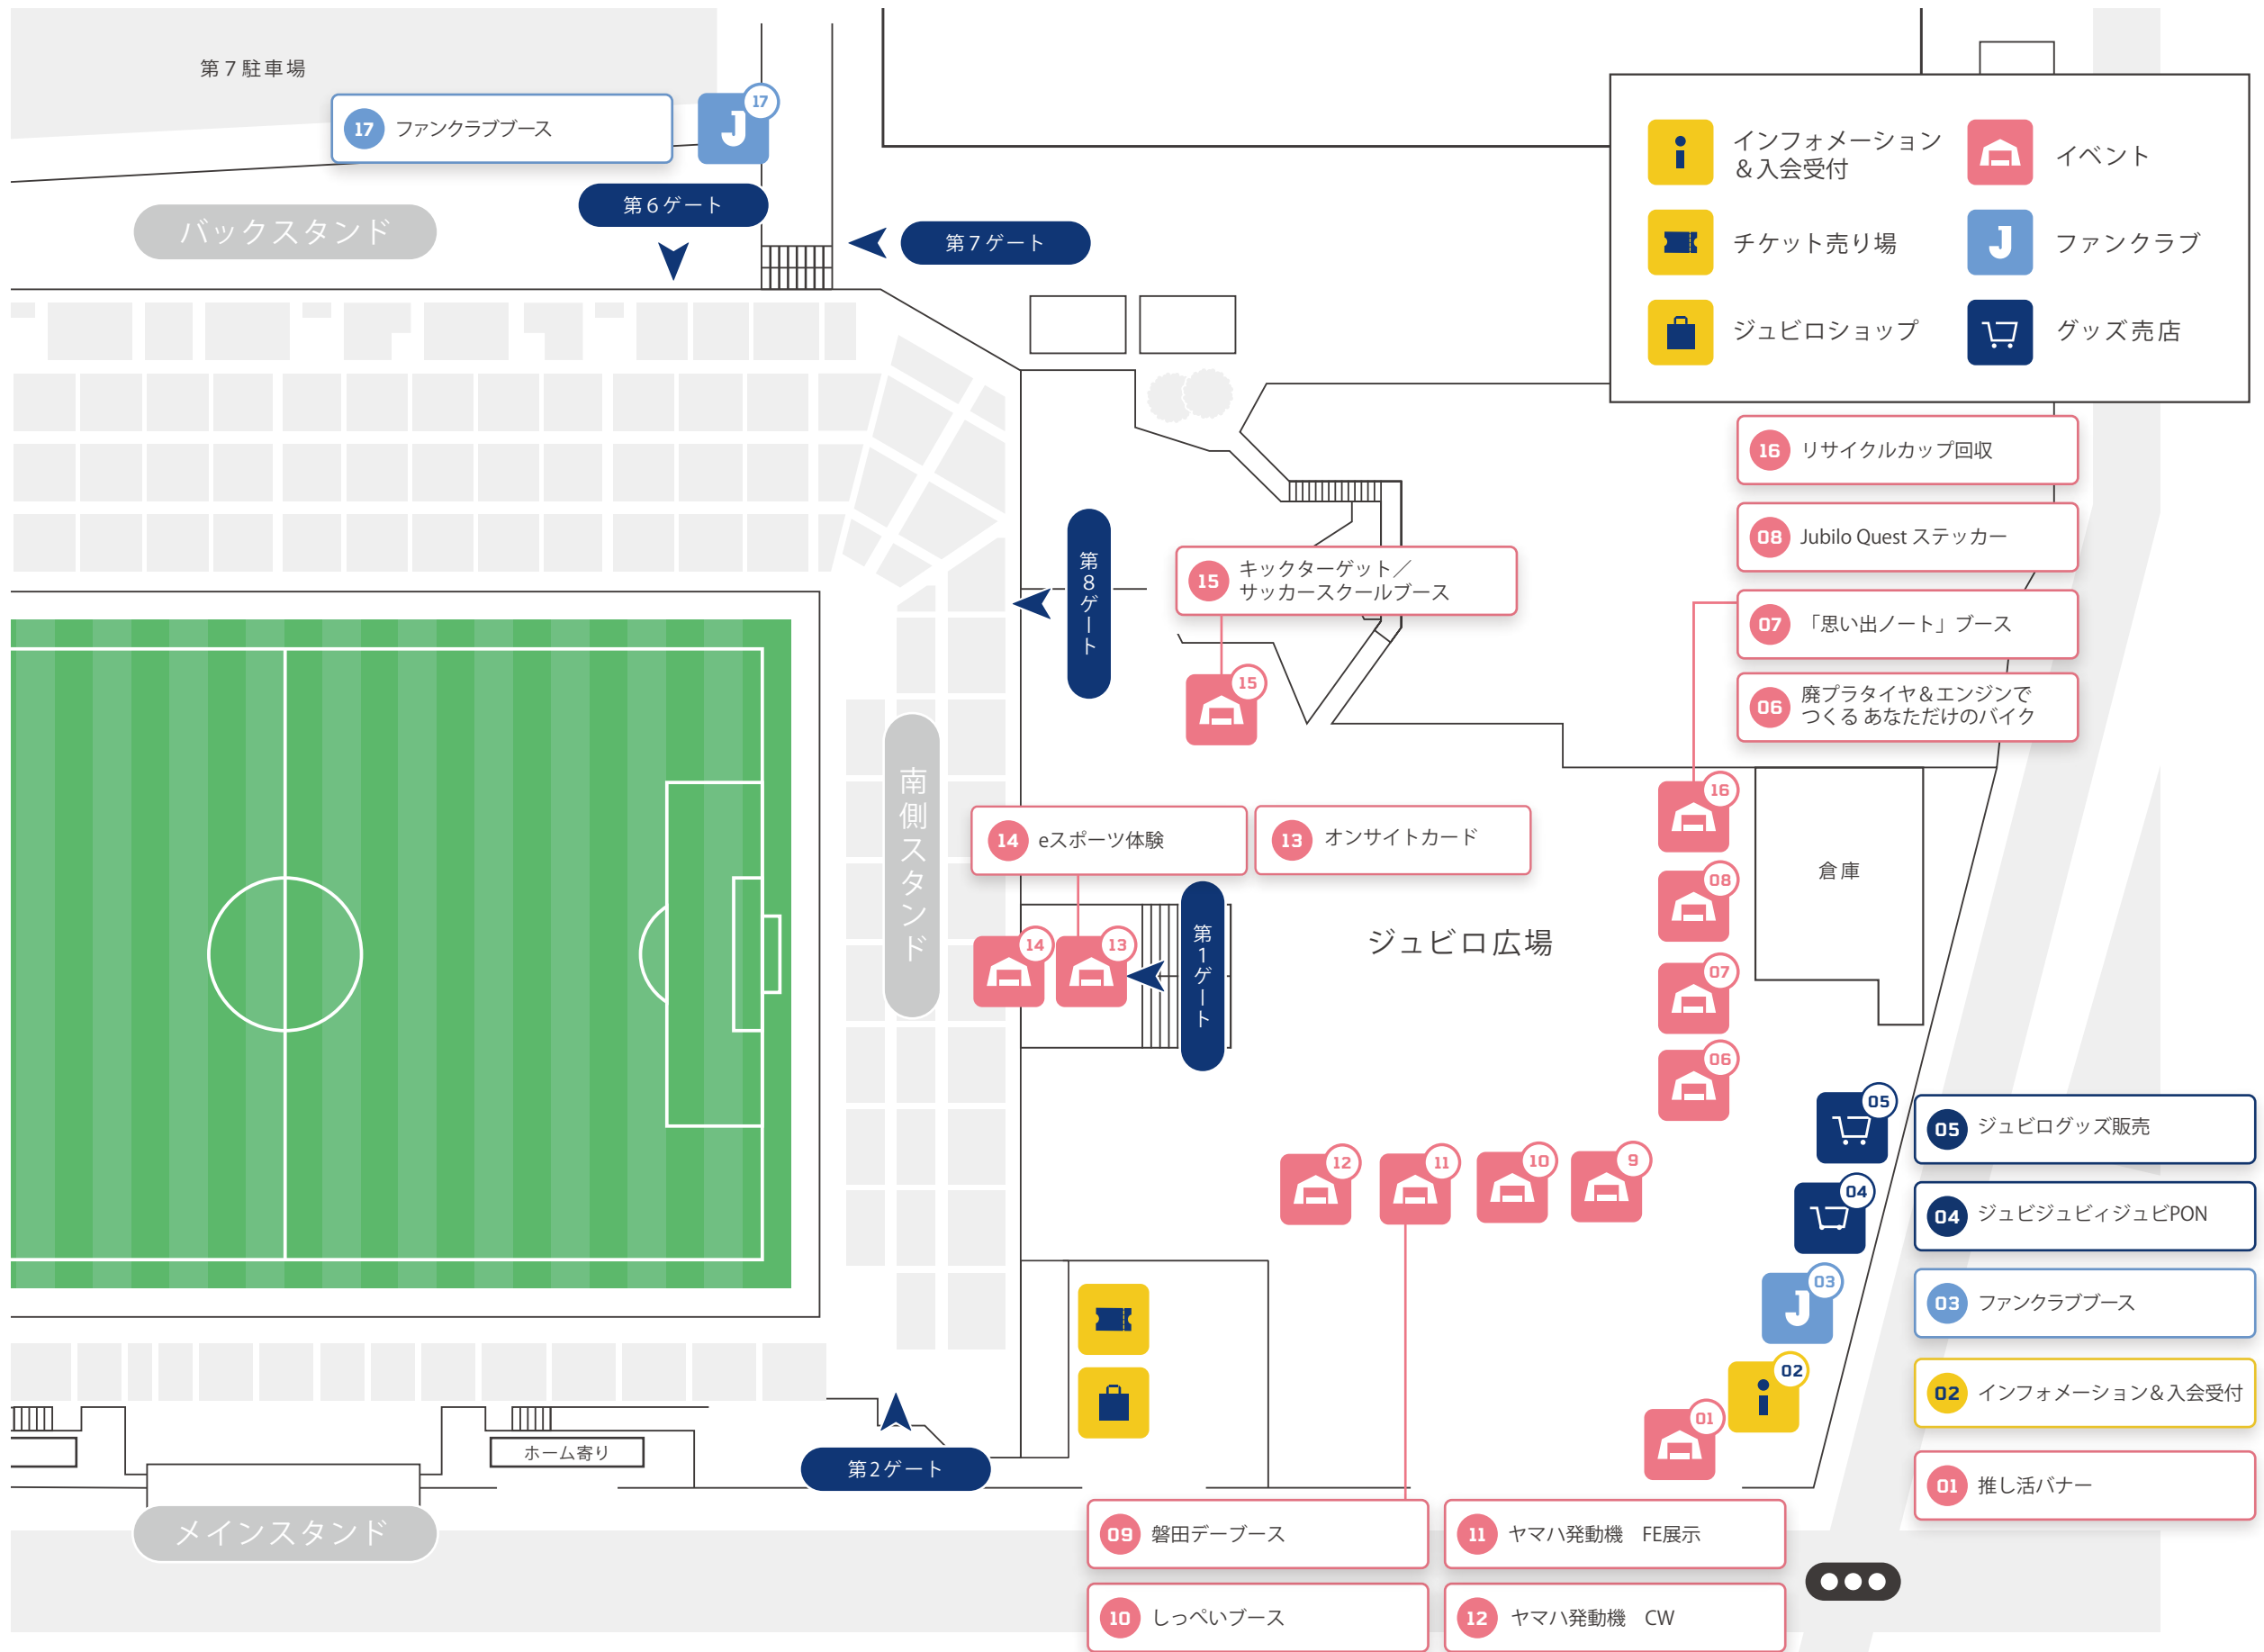 第7駐車場
17 ファンクラブブース
17
バックスタンド
第6ゲート
第7ゲート
インフォメーション
&入会受付
イベント
チケット売り場
ファンクラブ
ジュビロショップ
グッズ売店
16 リサイクルカップ回収
08 Jubilo Quest ステッカー
07 「思い出ノート」ブース
06 廃プラタイヤ&エンジンで
つくる あなただけのバイク
第8ゲート
15 キックターゲット／
サッカースクールブース
15
南側スタンド
14 eスポーツ体験
13 オンサイトカード
14
13
第1ゲート
ジュビロ広場
16
08
07
06
倉庫
12
11
10
9
05
04
03
02
01
05 ジュビログッズ販売
04 ジュビジュビィジュビPON
03 ファンクラブブース
02 インフォメーション&入会受付
01 推し活バナー
ホーム寄り
第2ゲート
メインスタンド
09 磐田デーブース
11 ヤマハ発動機　FE展示
10 しっぺいブース
12 ヤマハ発動機　CW